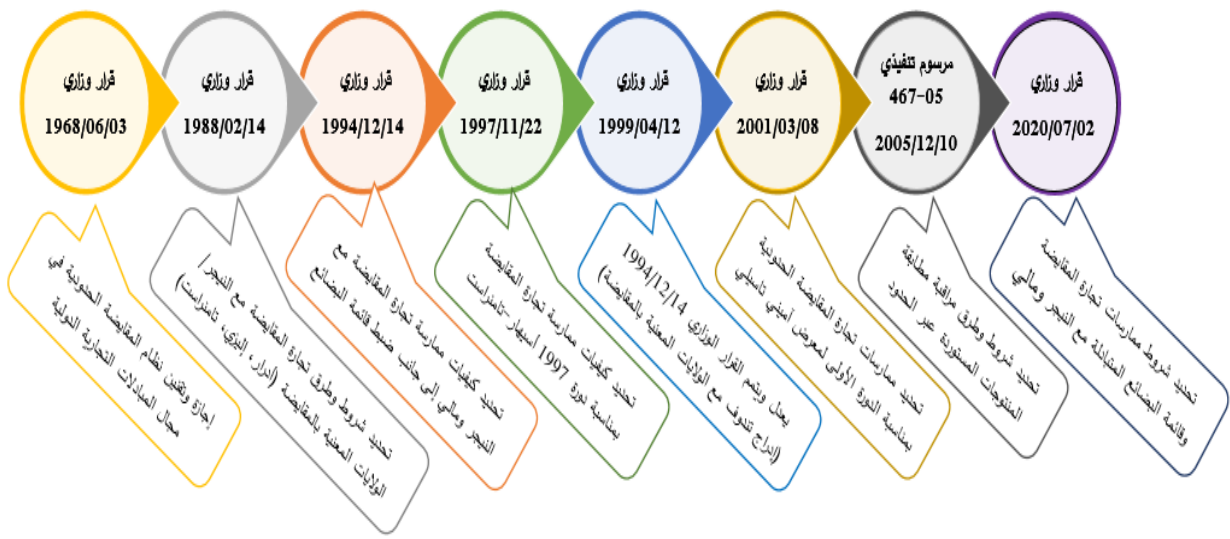 قرار وزاري
1968/06/03
قرار وزاري
1988/02/14
قرار وزاري
1994/12/14
قرار وزاري
1997/11/22
قرار وزاري
1999/04/12
قرار وزاري
2001/03/08
مرسوم تنفيذي
467-05
2005/12/10
قرار وزاري
2020/07/02
إجازة وتقنين نظام المقايضة الحدودية في
مجال المبادلات التجارية الدولية
تحديد شروط وطرق تجارة المقايضة مع النيجر /
الولايات المعنية بالمقايضة (أدرار، اليزي، تامنراست)
تحديد كيفيات ممارسة تجارة المقايضة مع
النيجر ومالي الى جانب ضبط قائمة البضائع
تحديد كيفيات ممارسة تجارة المقايضة
بمناسبة دورة 1997 اسيهار-تامنراست
يعدل ويتمم القرار الوزاري 1994/12/14
(إدراج تندوف مع الولايات المعنية بالمقايضة)
تحديد ممارسات تجارة المقايضة الحدودية
بمناسبة الدورة الأولى لمعرض أمني تاسيلي
تحديد شروط وطرق مراقبة مطابقة
المنتوجات المستوردة عبر الحدود
تحديد شروط ممارسات تجارة المقايضة
وقائمة البضائع المتبادلة مع النيجر ومالي